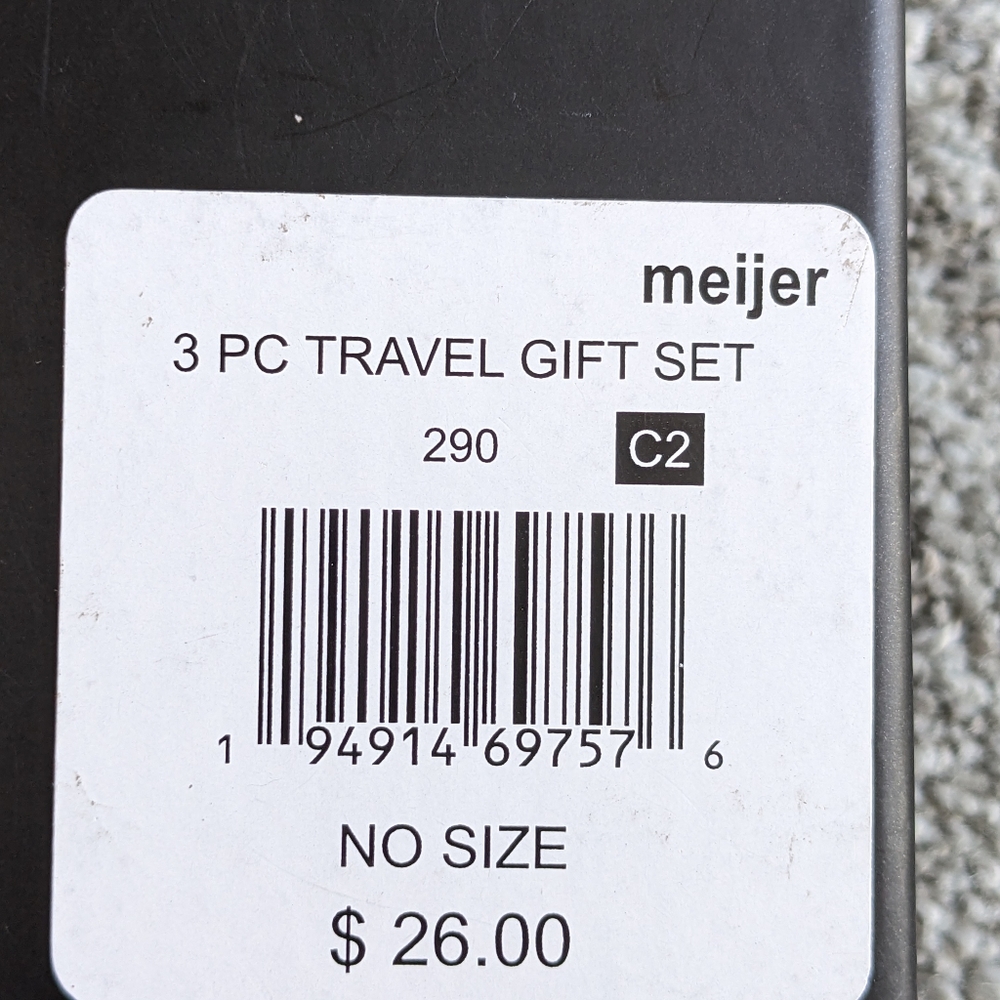 meijer
3 PC TRAVEL GIFT SET
290 C2
1 94914 69757 6
NO SIZE
$ 26.00